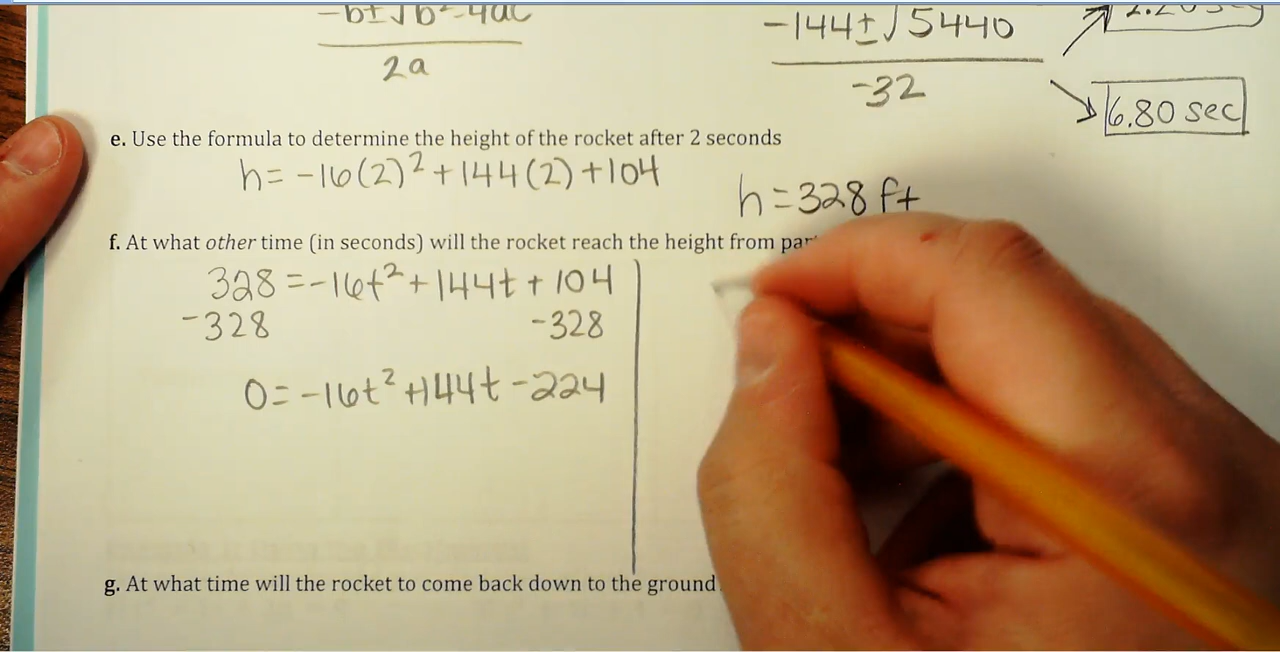 -b±√b²-4ac
2a
-144±√5440
-32
6.80 sec
e. Use the formula to determine the height of the rocket after 2 seconds
h=-16(2)²+144(2)+104
h=328 ft
f. At what other time (in seconds) will the rocket reach the height from
328=-16t²+144t+104
-328 -328
0=-16t²+144t-224
g. At what time will the rocket to come back down to the ground